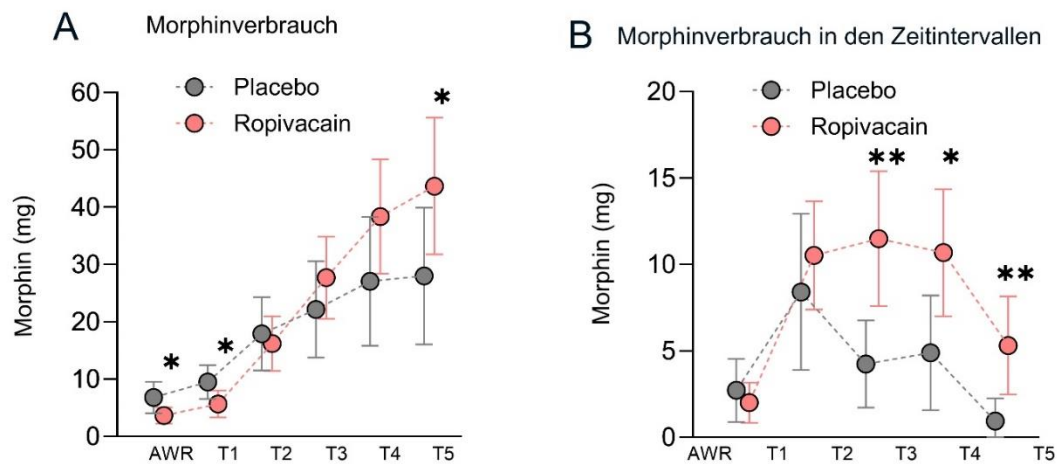 A Morphinverbrauch
Placebo
Ropivacain
*
* *
Morphin (mg)
60
50
40
30
20
10
0
AWR T1 T2 T3 T4 T5
B Morphinverbrauch in den Zeitintervallen
Placebo
Ropivacain
** *
**
Morphin (mg)
20
15
10
5
0
AWR T1 T2 T3 T4 T5